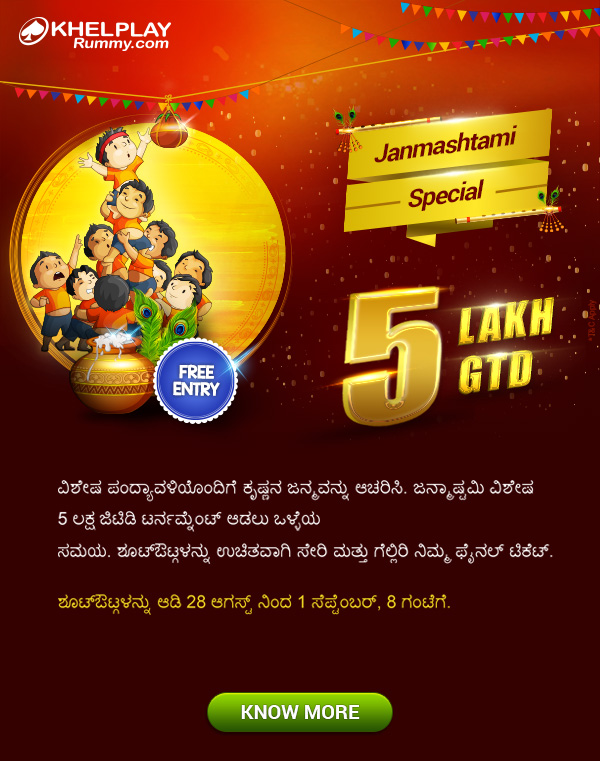 KHELPLAY
Rummy.com
Janmashtami
Special
5 LAKH
GTD
FREE
ENTRY
ವಿಶೇಷ ಪಂದ್ಯಾವಳಿಯೊಂದಿಗೆ ಕೃಷ್ಣನ ಜನ್ಮವನ್ನು ಆಚರಿಸಿ. ಜನ್ಮಾಷ್ಟಮಿ ವಿಶೇಷ
5 ಲಕ್ಷ ಜಿಟಿಡಿ ಟರ್ನಮೆಂಟ್ ಆಡಲು ಒಳ್ಳೆಯ
ಸಮಯ. ಶೂಟ್ಔಟ್ಗಳನ್ನು ಉಚಿತವಾಗಿ ಸೇರಿ ಮತ್ತು ಗೆಲ್ಲಿರಿ ನಿಮ್ಮ ಫೈನಲ್ ಟಿಕೆಟ್.
ಶೂಟ್ಔಟ್ಗಳನ್ನು ಆಡಿ 28 ಆಗಸ್ಟ್ ನಿಂದ 1 ಸೆಪ್ಟೆಂಬರ್, 8 ಗಂಟೆಗೆ.
KNOW MORE